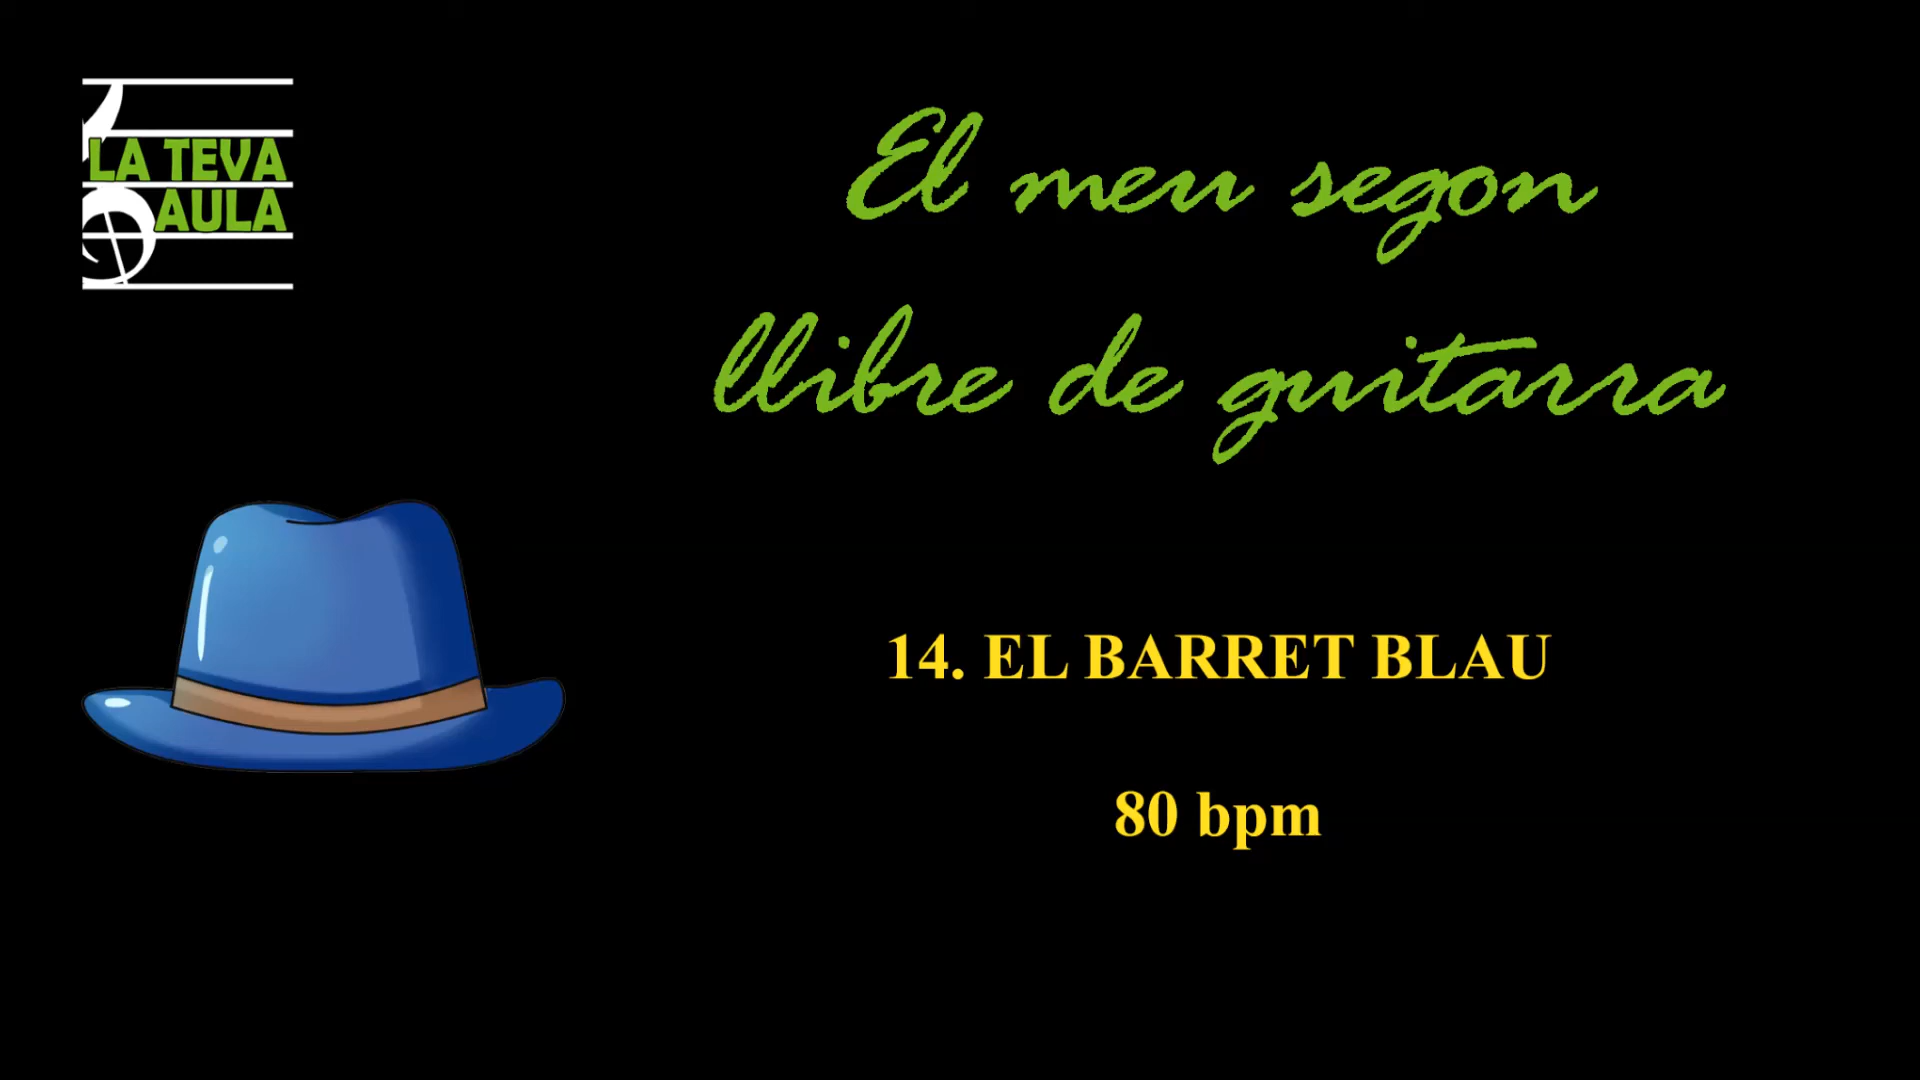 LA TEVA
AULA
El meu segon
llibre de guitarra
14. EL BARRET BLAU
80 bpm